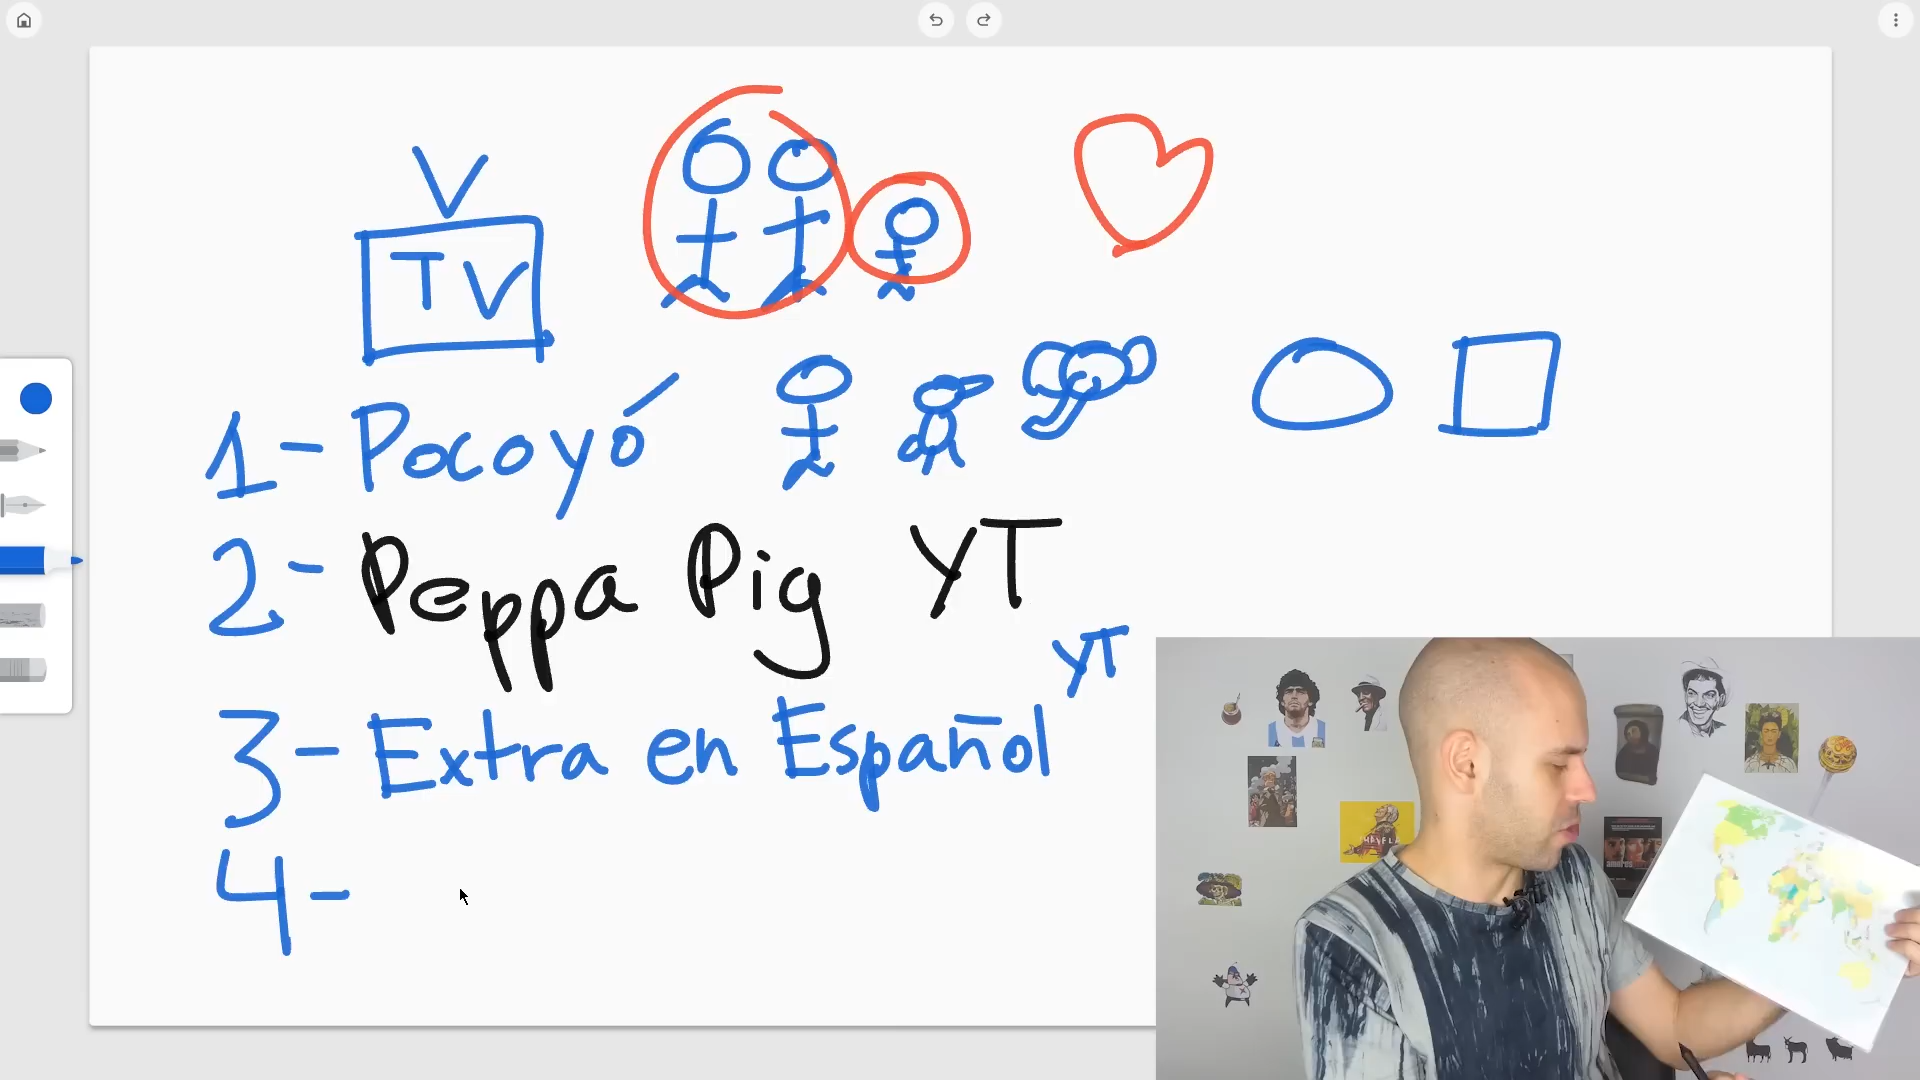 V
TV
1- Pocoyó
2- Peppa Pig YT
YT
3- Extra en Español
4-